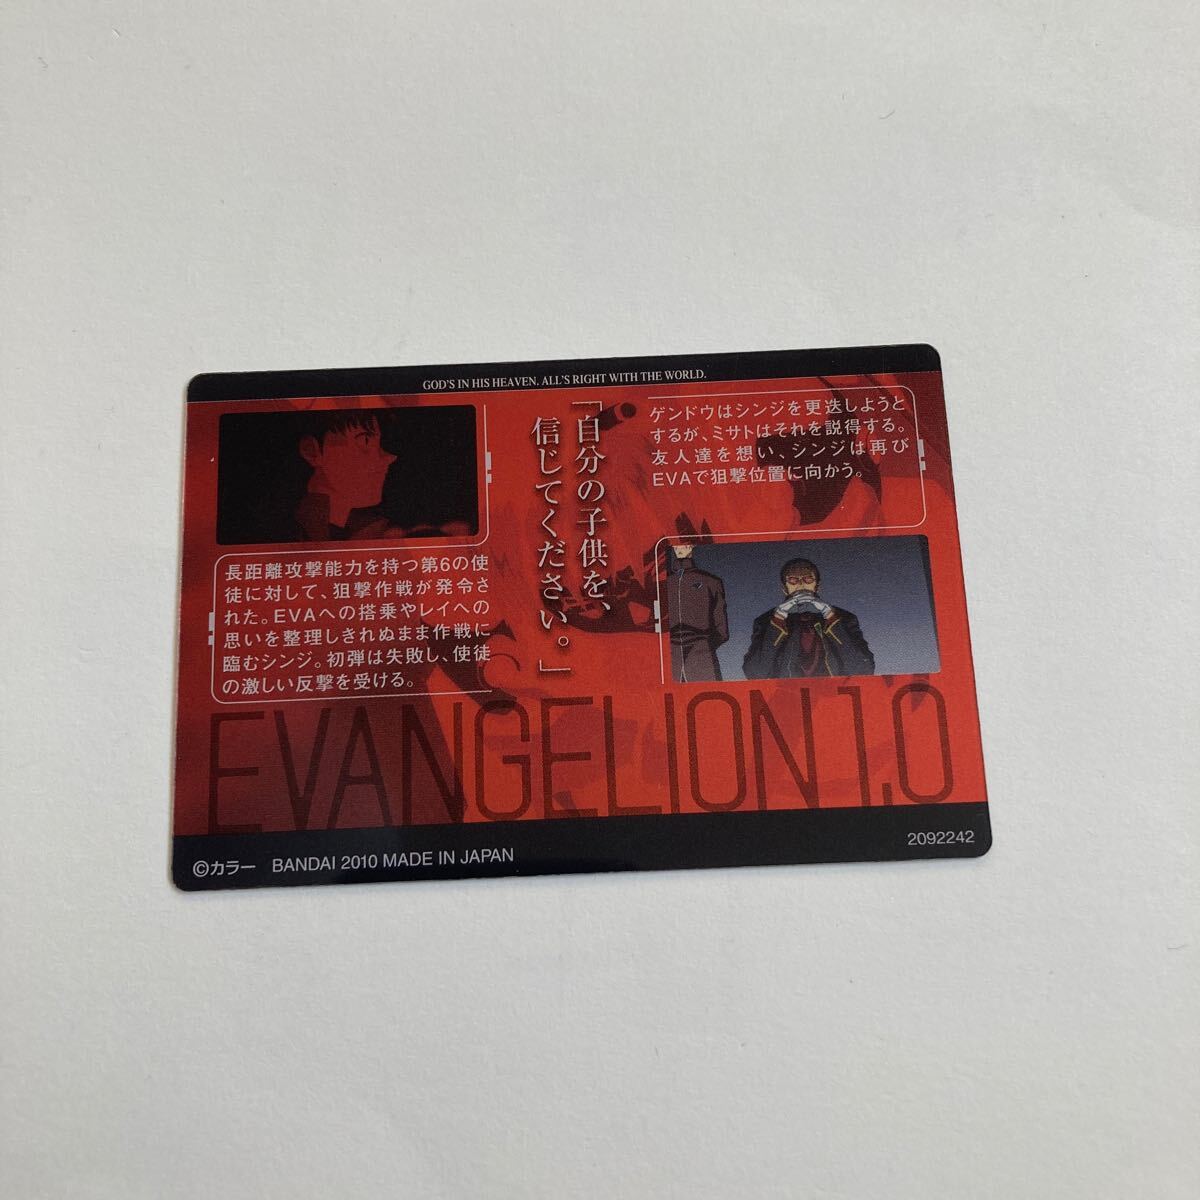 GOD'S IN HIS HEAVEN. ALL'S RIGHT WITH THE WORLD.
長距離攻撃能力を持つ第6の使
徒に対して、狙撃作戦が発令さ
れた。EVAへの搭乗やレイへの
思いを整理しきれぬまま作戦に
臨むシンジ。初弾は失敗し、使徒
の激しい反撃を受ける。
「自分の子供を、
信じてください。」
ゲンドウはシンジを更迭しようと
するが、ミサトはそれを説得する。
友人達を想い、シンジは再び
EVAで狙撃位置に向かう。
EVANGELION 1.0
©カラー BANDAI 2010 MADE IN JAPAN
2092242